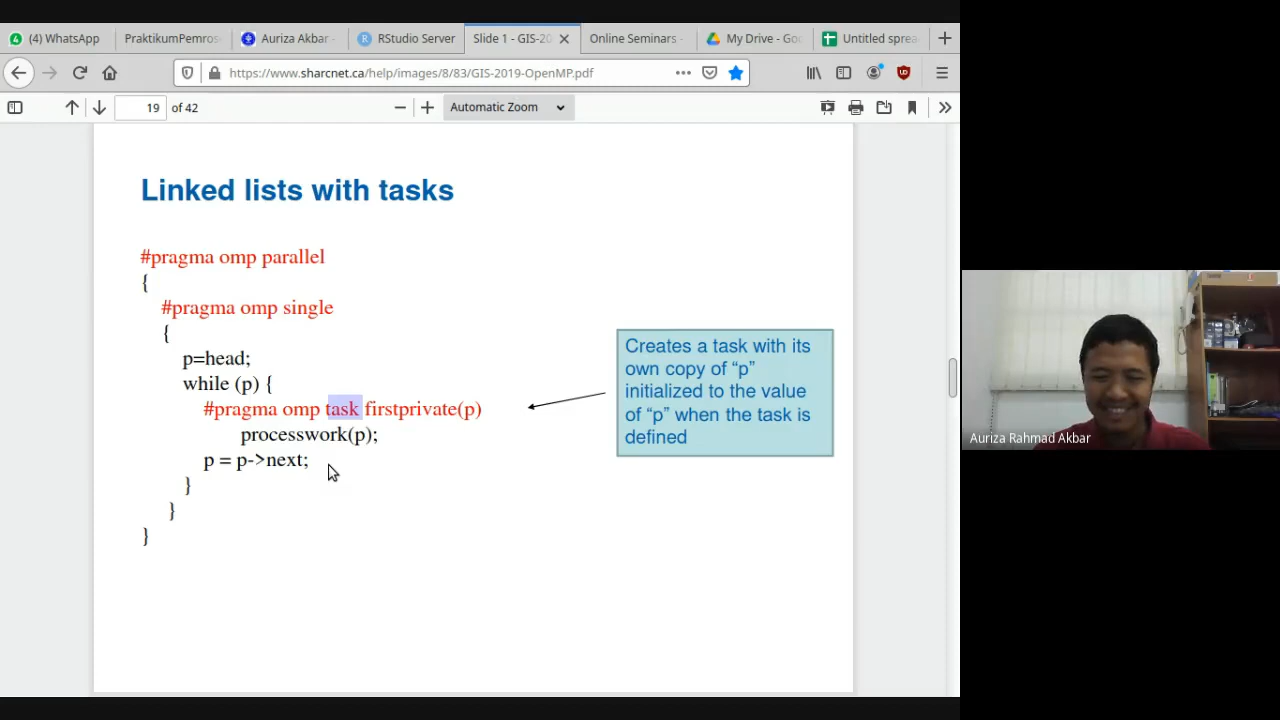 (4) WhatsApp
PraktikumPemros
Auriza Akbar -
RStudio Server
Slide 1 - GIS-20
Online Seminars -
My Drive - Goo
Untitled sprea
https://www.sharcnet.ca/help/images/8/83/GIS-2019-OpenMP.pdf
19 of 42
Automatic Zoom
Linked lists with tasks
#pragma omp parallel
{
#pragma omp single
{
p=head;
while (p) {
#pragma omp task firstprivate(p)
processwork(p);
p = p->next;
}
}
}
Creates a task with its
own copy of “p”
initialized to the value
of “p” when the task is
defined
Auriza Rahmad Akbar